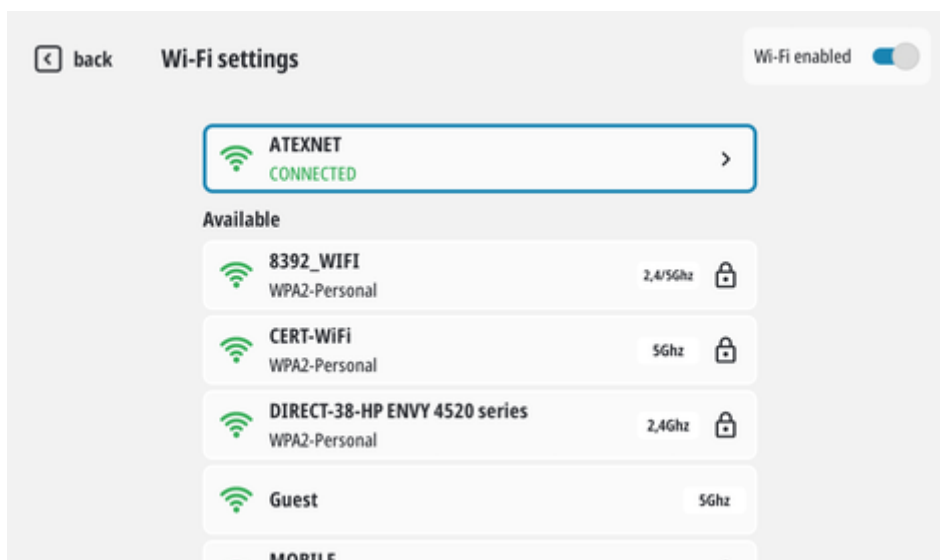 back
Wi-Fi settings
Wi-Fi enabled
ATEXNET
CONNECTED
Available
8392_WIFI
WPA2-Personal
2,4/5Ghz
CERT-WiFi
WPA2-Personal
5Ghz
DIRECT-38-HP ENVY 4520 series
WPA2-Personal
2,4Ghz
Guest
5Ghz
MOBILE